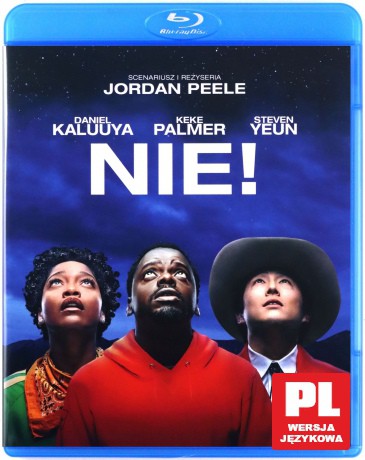 Blu-ray Disc
SCENARIUSZ I REŻYSERIA
JORDAN PEELE
DANIEL KALUUYA
KEKE PALMER
STEVEN YEUN
NIE!
PL
WERSJA
JĘZYKOWA